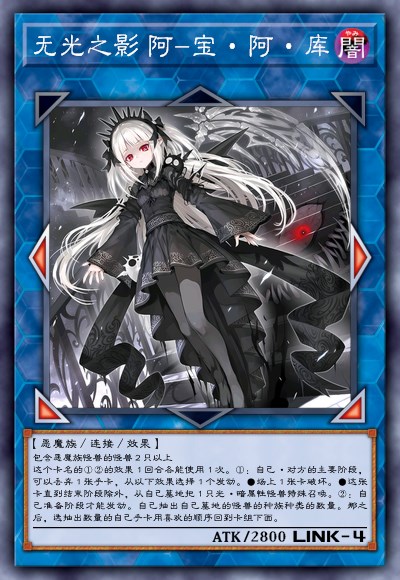 无光之影 阿-宝·阿·库
闇
やみ
【恶魔族／连接／效果】
包含恶魔族怪兽的怪兽２只以上
这个卡名的①②的效果１回合各能使用１次。①：自己·对方的主要阶段，
可以丢弃１张手卡，从以下效果选择１个发动。●场上１张卡破坏。●这张
卡直到结束阶段除外，从自己墓地把１只光·暗属性怪兽特殊召唤。②：自
己准备阶段才能发动。自己抽出自己墓地的怪兽的种族种类的数量。那之
后，选抽出数量的自己手卡用喜欢的顺序回到卡组下面。
ATK/2800 LINK-4